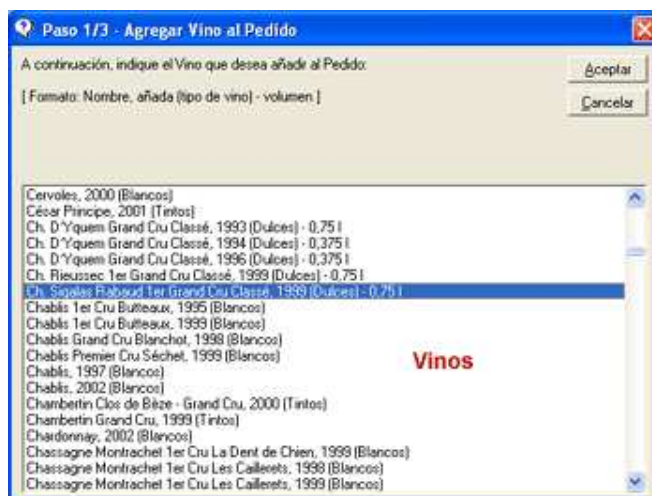 Paso 1/3 - Agregar Vino al Pedido
A continuación, indique el Vino que desea añadir al Pedido:
Aceptar
[ Formato: Nombre, añada (tipo de vino) - volumen ]
Cancelar
Cervoles, 2000 (Blancos)
César Principe, 2001 (Tintos)
Ch. D'Yquem Grand Cru Classé, 1993 (Dulces) - 0,75 l
Ch. D'Yquem Grand Cru Classé, 1994 (Dulces) - 0,375 l
Ch. D'Yquem Grand Cru Classé, 1996 (Dulces) - 0,375 l
Ch. Rieussec 1er Grand Cru Classé, 1999 (Dulces) - 0,75 l
Ch. Sigalas Rabaud 1er Grand Cru Classé, 1999 (Dulces) - 0,75 l
Chablis 1er Cru Butteaux, 1995 (Blancos)
Chablis 1er Cru Butteaux, 1999 (Blancos)
Chablis Grand Cru Blanchot, 1998 (Blancos)
Chablis Premier Cru Séchet, 1999 (Blancos)
Chablis, 1997 (Blancos)
Chablis, 2002 (Blancos)
Chambertin Clos de Bèze - Grand Cru, 2000 (Tintos)
Chambertin Grand Cru, 1999 (Tintos)
Chardonnay, 2002 (Blancos)
Chassagne Montrachet 1er Cru La Dent de Chien, 1999 (Blancos)
Chassagne Montrachet 1er Cru Les Caillerets, 1998 (Blancos)
Chassagne Montrachet 1er Cru Les Caillerets, 1999 (Blancos)
Vinos